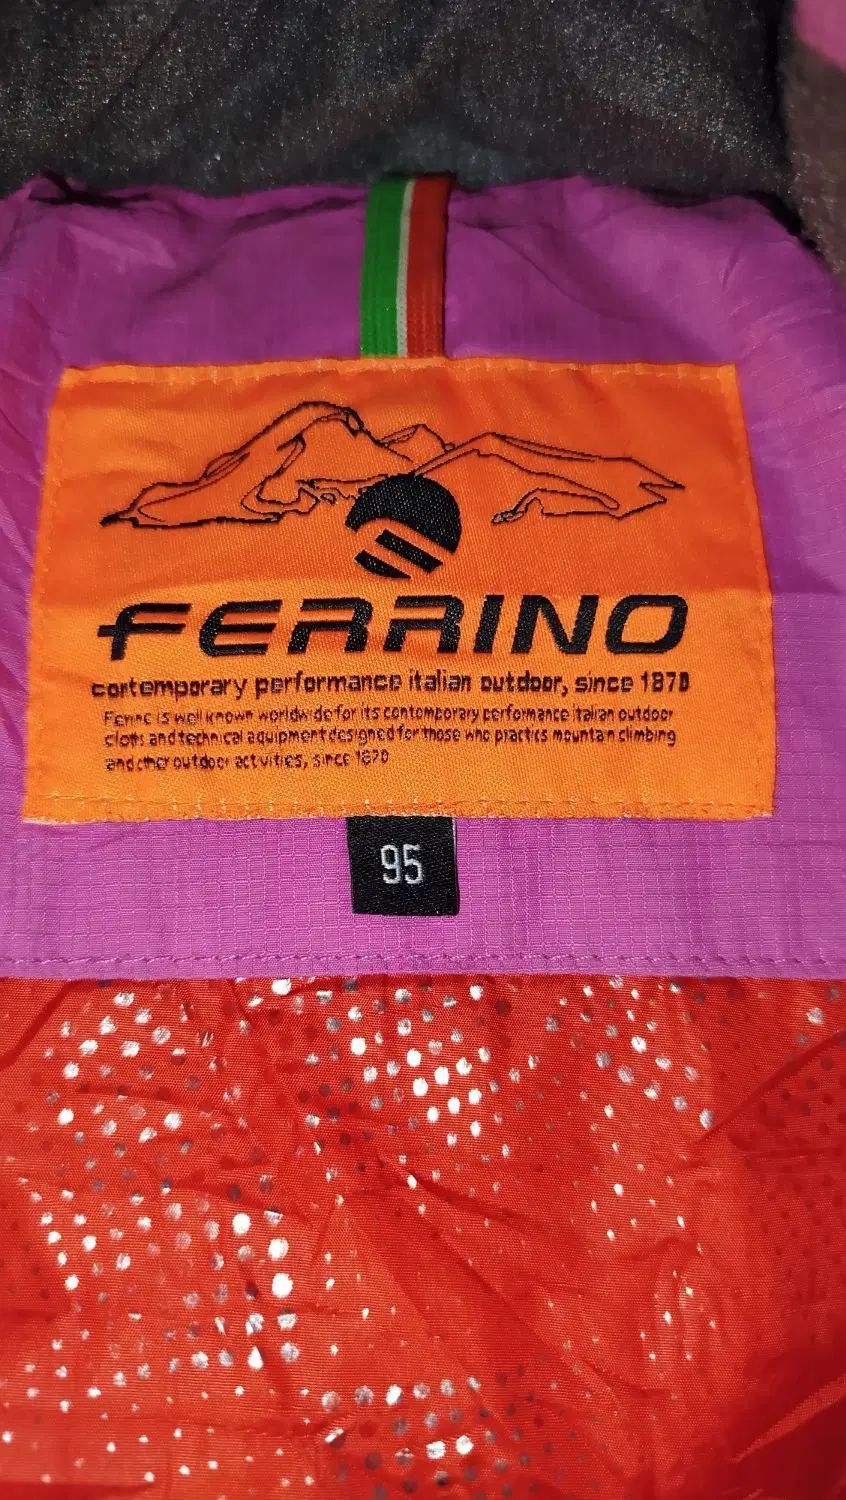 FERRINO
contemporary performance italian outdoor, since 1870
Ferrino is well known worldwide for its contomporary performance italian outdoor
cloths and technical equipment designed for those who practics mountain climbing
and other outdoor activities, since 1870
95